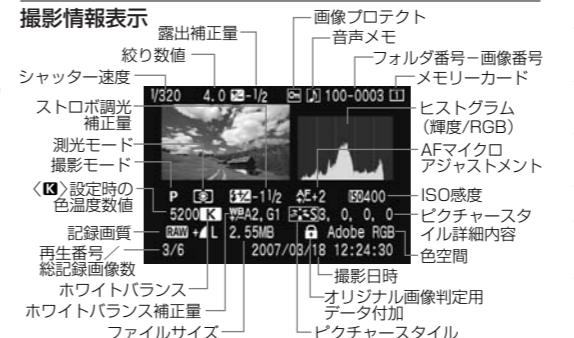 撮影情報表示
露出補正量
絞り数値
シャッター速度
ストロボ調光
補正量
測光モード
撮影モード
〈K〉設定時の
色温度数値
記録画質
再生番号／
総記録画像数
ホワイトバランス
ホワイトバランス補正量
ファイルサイズ
画像プロテクト
音声メモ
フォルダ番号－画像番号
メモリーカード
ヒストグラム
（輝度/RGB）
AFマイクロ
アジャストメント
ISO感度
ピクチャースタ
イル詳細内容
色空間
撮影日時
オリジナル画像判定用
データ付加
ピクチャースタイル
1/320 4.0 -1/2 100-0003 1
P -1 1/2 AF+2 ISO400
5200 K WB A2, G1 S 3, 0, 0, 0
RAW + L 2.55MB Adobe RGB
3/6 2007/03/18 12:24:30